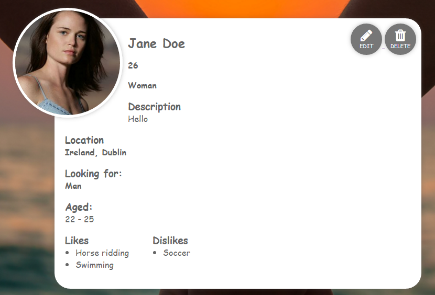 Jane Doe
EDIT
DELETE
26
Woman
Description
Hello
Location
Ireland, Dublin
Looking for:
Man
Aged:
22 - 25
Likes
• Horse ridding
• Swimming
Dislikes
• Soccer